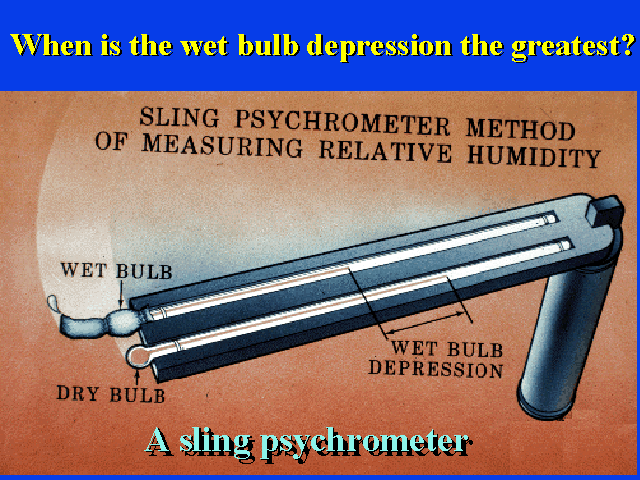 When is the wet bulb depression the greatest?
SLING PSYCHROMETER METHOD
OF MEASURING RELATIVE HUMIDITY
WET BULB
WET BULB
DEPRESSION
DRY BULB
A sling psychrometer